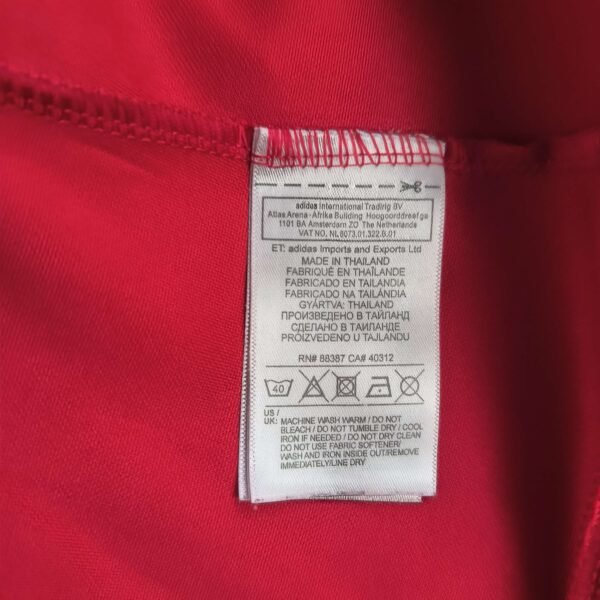 adidas International Trading BV
Atlas Arena - Afrika Building Hoogoorddreef 9a
1101 BA Amsterdam ZO The Netherlands
VAT NO. NL 8073.01.322.B.01
ET: adidas Imports and Exports Ltd
MADE IN THAILAND
FABRIQUÉ EN THAÏLANDE
FABRICADO EN TAILANDIA
FABRICADO NA TAILÂNDIA
GYÁRTVA: THAILAND
ПРОИЗВЕДЕНО В ТАЙЛАНД
СДЕЛАНО В ТАИЛАНДЕ
PROIZVEDENO U TAJLANDU
RN# 88387 CA# 40312
40
US /
UK: MACHINE WASH WARM / DO NOT
BLEACH / DO NOT TUMBLE DRY / COOL
IRON IF NEEDED / DO NOT DRY CLEAN
DO NOT USE FABRIC SOFTENER/
WASH AND IRON INSIDE OUT/REMOVE
IMMEDIATELY/LINE DRY